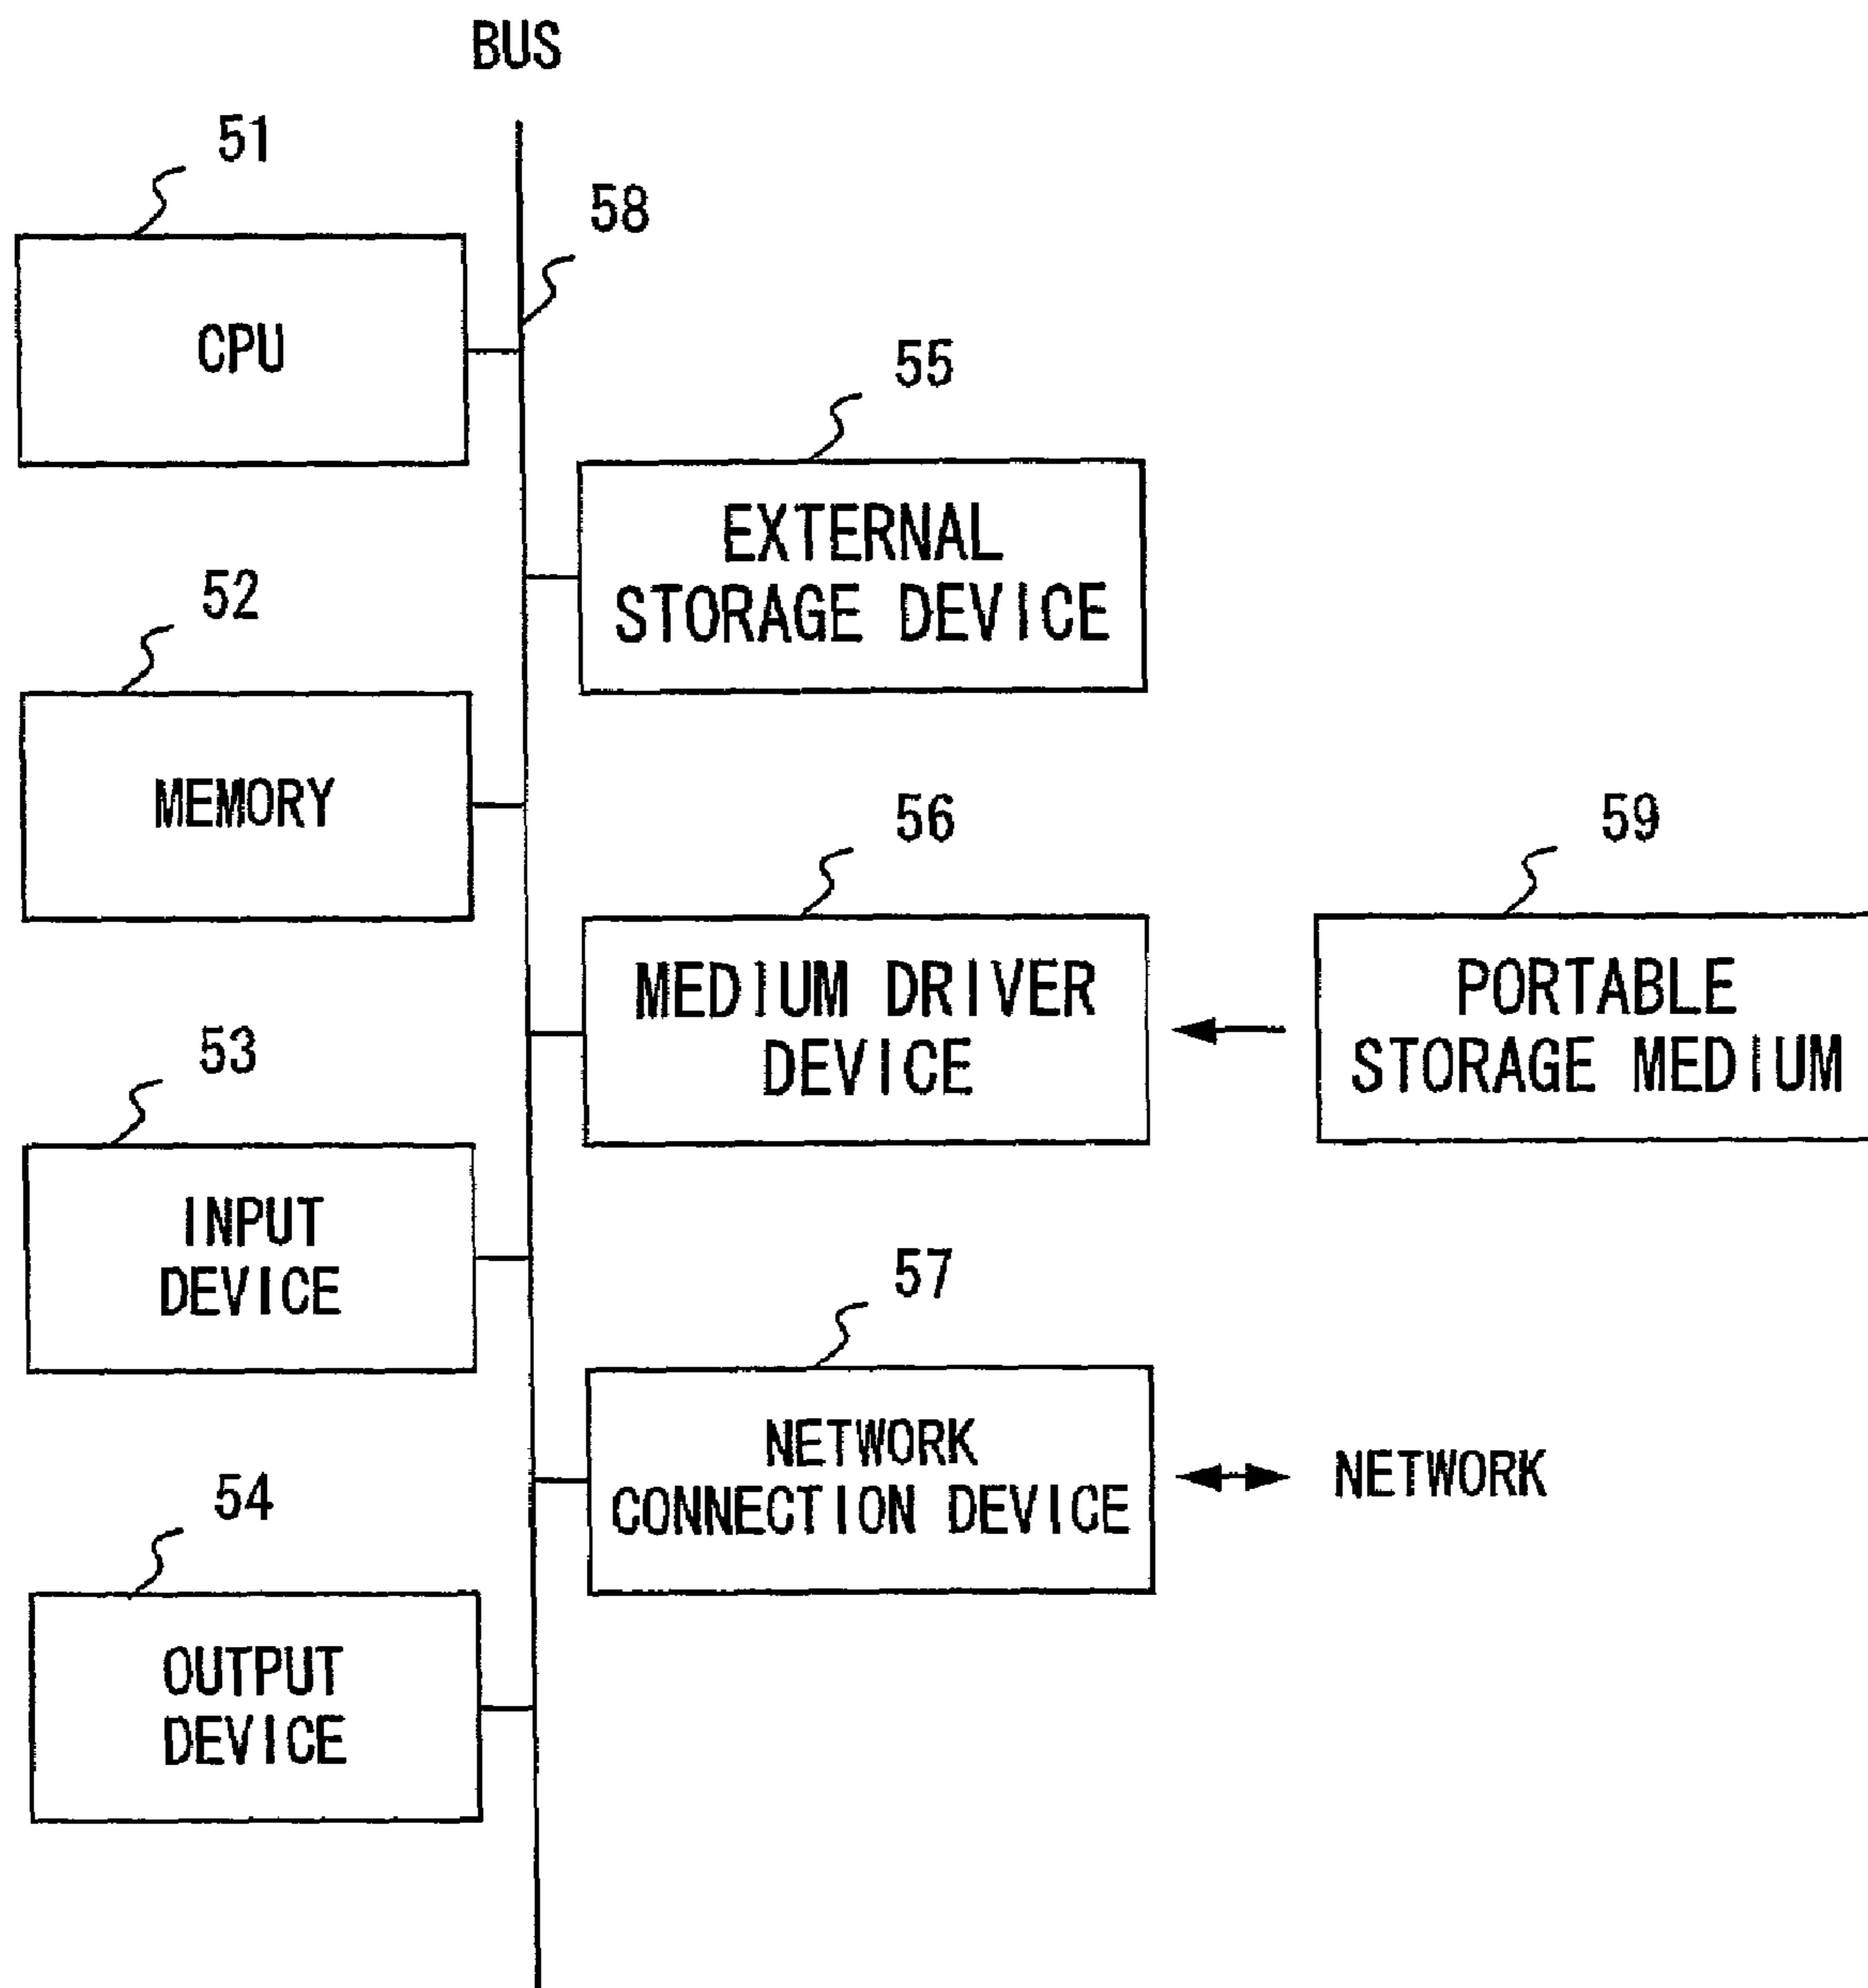 BUS
51
58
CPU
55
EXTERNAL
STORAGE DEVICE
52
MEMORY
56
59
MEDIUM DRIVER
DEVICE
PORTABLE
STORAGE MEDIUM
53
INPUT
DEVICE
57
NETWORK
CONNECTION DEVICE
NETWORK
54
OUTPUT
DEVICE